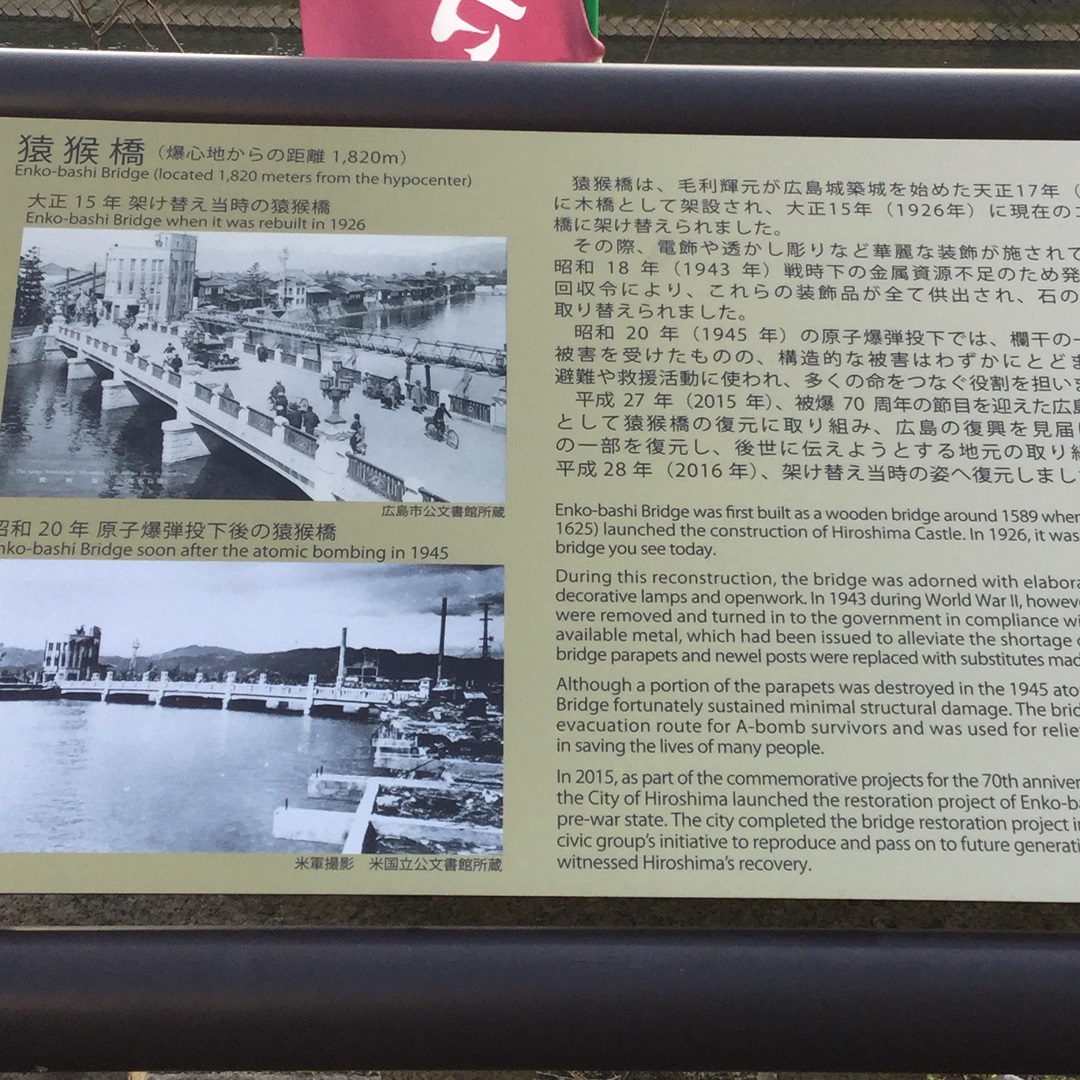 猿猴橋（爆心地からの距離 1,820m）
Enko-bashi Bridge (located 1,820 meters from the hypocenter)
大正 15 年 架け替え当時の猿猴橋
Enko-bashi Bridge when it was rebuilt in 1926
広島市公文書館所蔵
昭和 20 年 原子爆弾投下後の猿猴橋
nko-bashi Bridge soon after the atomic bombing in 1945
米軍撮影　米国立公文書館所蔵
猿猴橋は、毛利輝元が広島城築城を始めた天正17年（
に木橋として架設され、大正15年（1926年）に現在の
橋に架け替えられました。
その際、電飾や透かし彫りなど華麗な装飾が施されて
昭和 18 年（1943 年）戦時下の金属資源不足のため発
回収令により、これらの装飾品が全て供出され、石の
取り替えられました。
昭和 20 年（1945 年）の原子爆弾投下では、欄干の一
被害を受けたものの、構造的な被害はわずかにとどま
避難や救援活動に使われ、多くの命をつなぐ役割を担い
平成 27 年（2015 年）、被爆 70 周年の節目を迎えた広島
として猿猴橋の復元に取り組み、広島の復興を見届け
の一部を復元し、後世に伝えようとする地元の取り組
平成 28 年（2016 年）、架け替え当時の姿へ復元しまし
Enko-bashi Bridge was first built as a wooden bridge around 1589 when
1625) launched the construction of Hiroshima Castle. In 1926, it was
bridge you see today.
During this reconstruction, the bridge was adorned with elabora
decorative lamps and openwork. In 1943 during World War II, howeve
were removed and turned in to the government in compliance wi
available metal, which had been issued to alleviate the shortage
bridge parapets and newel posts were replaced with substitutes mad
Although a portion of the parapets was destroyed in the 1945 ato
Bridge fortunately sustained minimal structural damage. The brid
evacuation route for A-bomb survivors and was used for relie
in saving the lives of many people.
In 2015, as part of the commemorative projects for the 70th anniver
the City of Hiroshima launched the restoration project of Enko-ba
pre-war state. The city completed the bridge restoration project i
civic group's initiative to reproduce and pass on to future generati
witnessed Hiroshima's recovery.